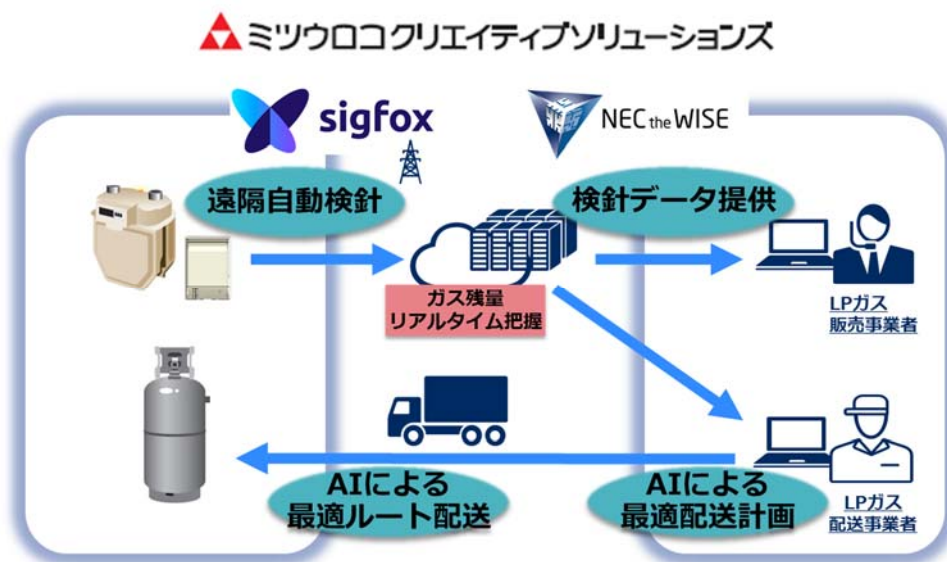 ミツウロコクリエイティブソリューションズ
sigfox
NEC the WISE
遠隔自動検針
検針データ提供
ガス残量
リアルタイム把握
LPガス
販売事業者
AIによる
最適ルート配送
AIによる
最適配送計画
LPガス
配送事業者